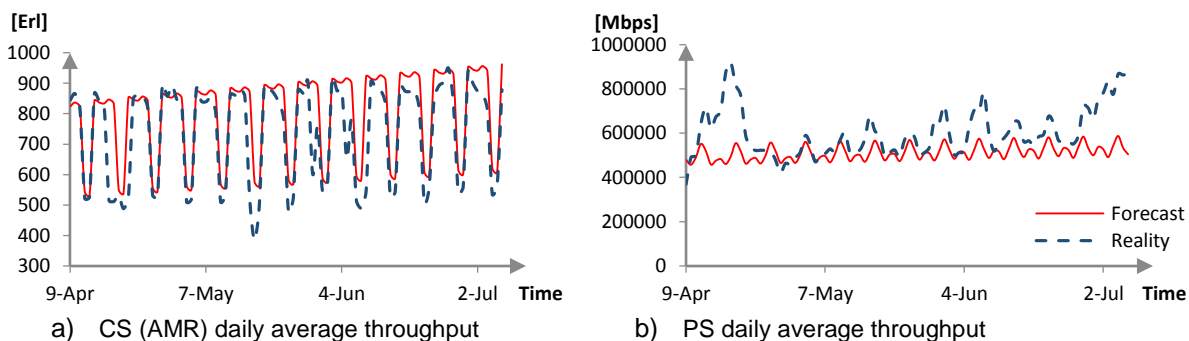 [Erl]
1000
900
800
700
600
500
400
300
9-Apr
7-May
4-Jun
2-Jul
Time
a) CS (AMR) daily average throughput
[Mbps]
1000000
800000
600000
400000
200000
0
Forecast
Reality
9-Apr
7-May
4-Jun
2-Jul
Time
b) PS daily average throughput